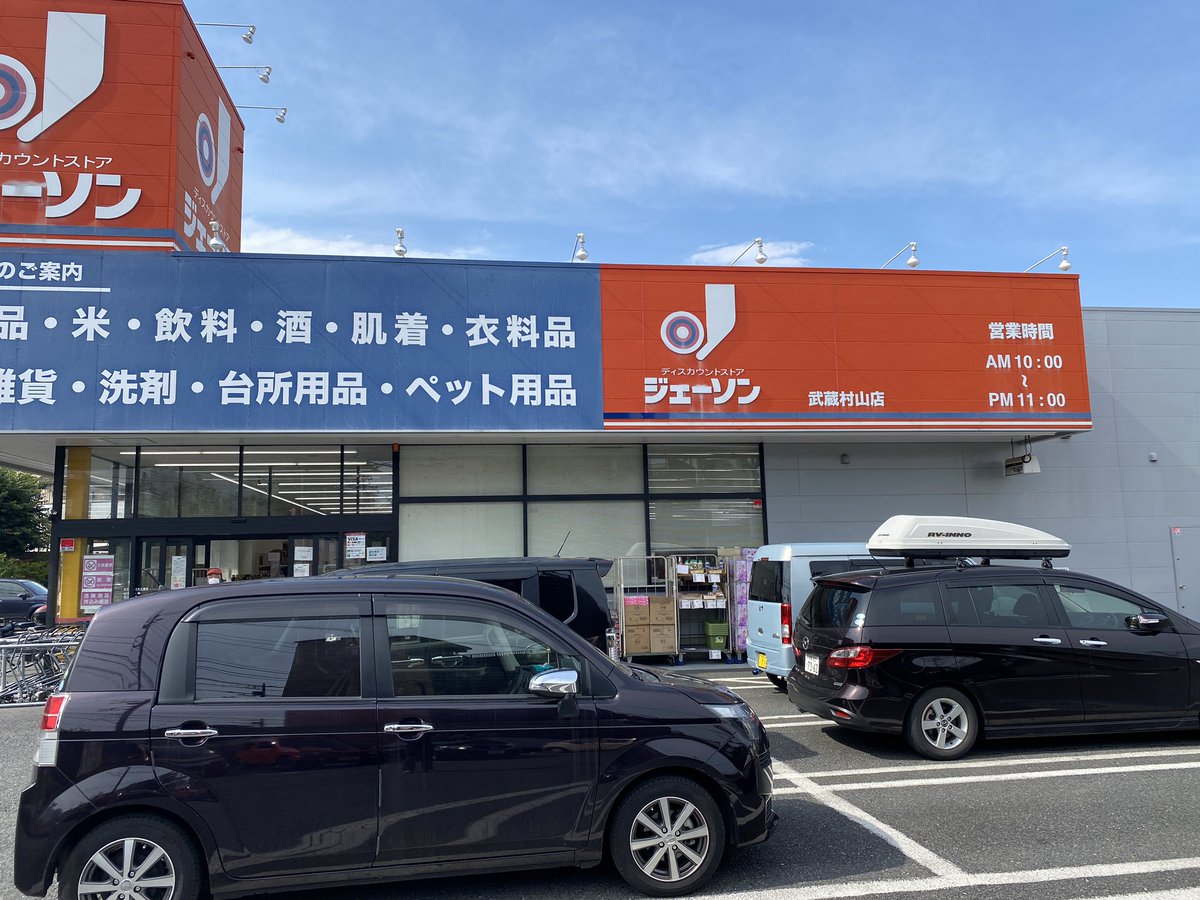 カウントストア
ーソン
ディスカウントストア
ジェーソン
のご案内
品・米・飲料・酒・肌着・衣料品
雑貨・洗剤・台所用品・ペット用品
ディスカウントストア
ジェーソン
武蔵村山店
営業時間
AM 10:00
~
PM 11:00
RV-INNO
VISA